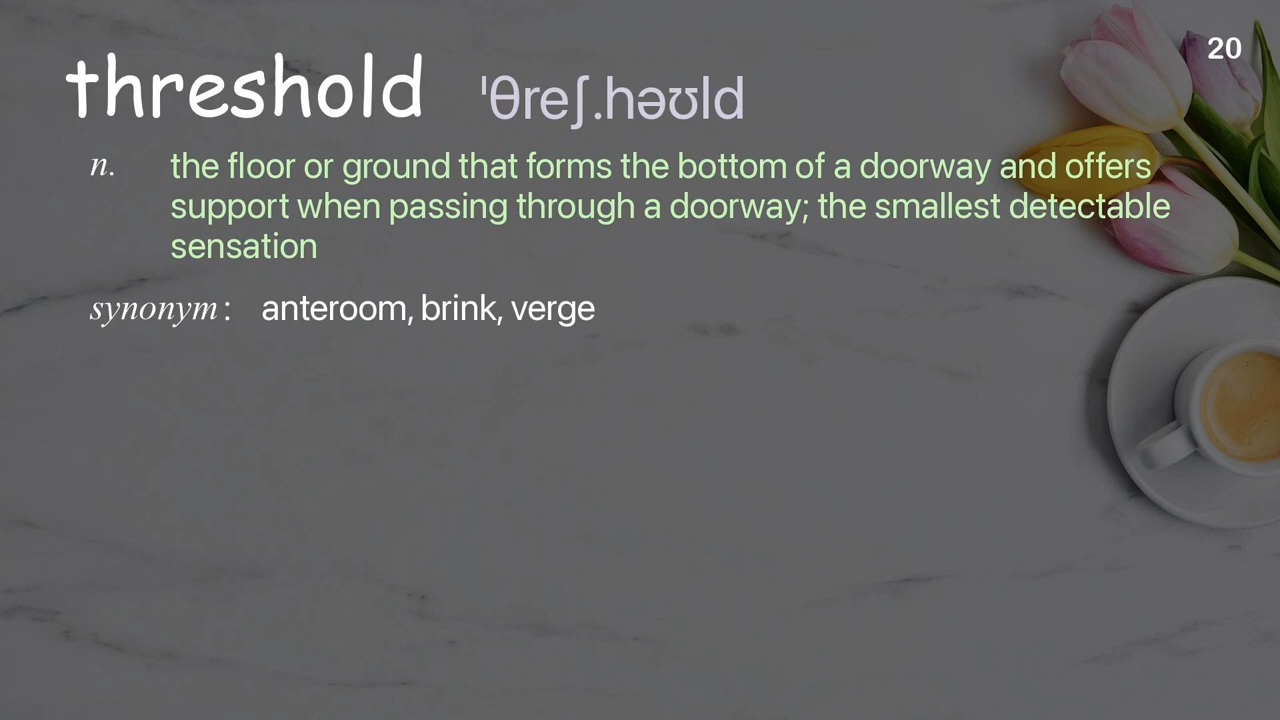 20
threshold ˈθreʃ.həʊld
n. the floor or ground that forms the bottom of a doorway and offers
support when passing through a doorway; the smallest detectable
sensation
synonym: anteroom, brink, verge